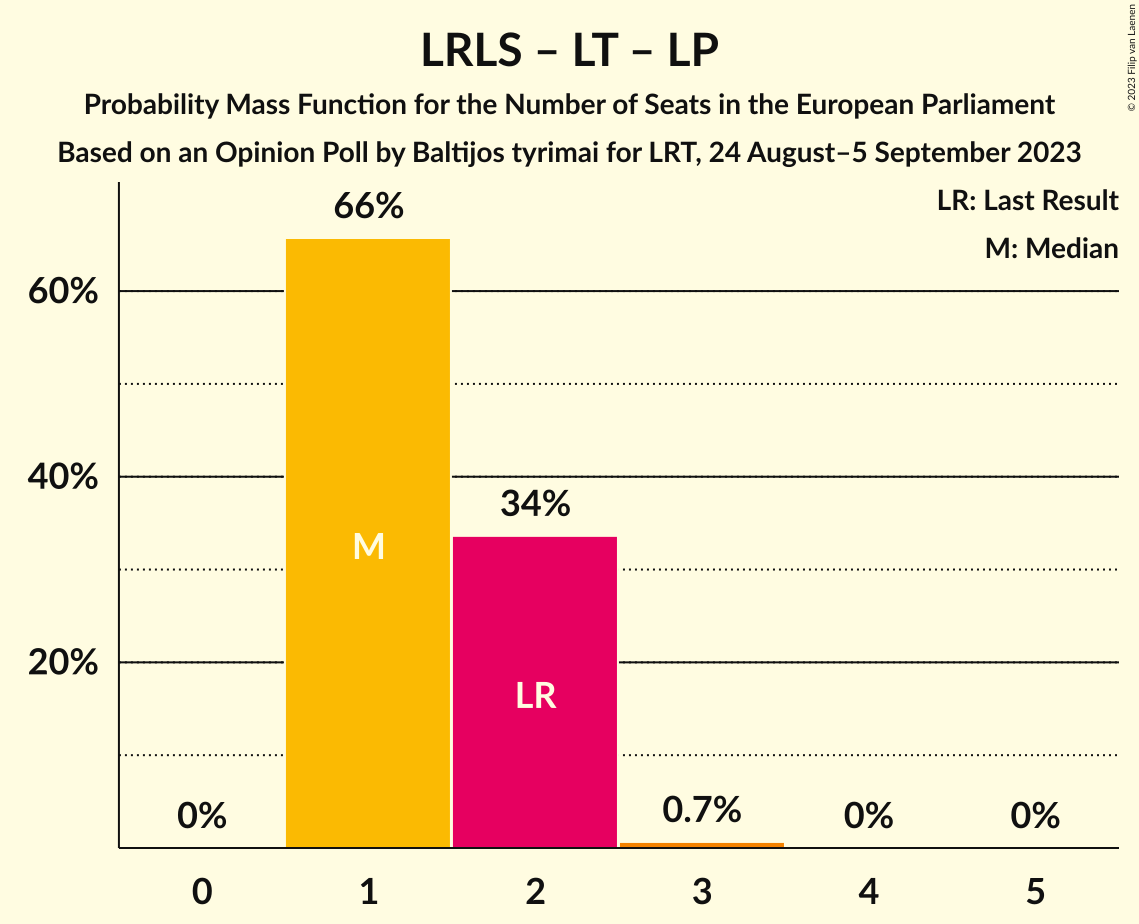 LRLS – LT – LP
Probability Mass Function for the Number of Seats in the European Parliament
Based on an Opinion Poll by Baltijos tyrimai for LRT, 24 August–5 September 2023
© 2023 Filip van Laenen
LR: Last Result
M: Median
66%
60%
40%
34%
M
20%
LR
0%
0.7%
0%
0%
0
1
2
3
4
5